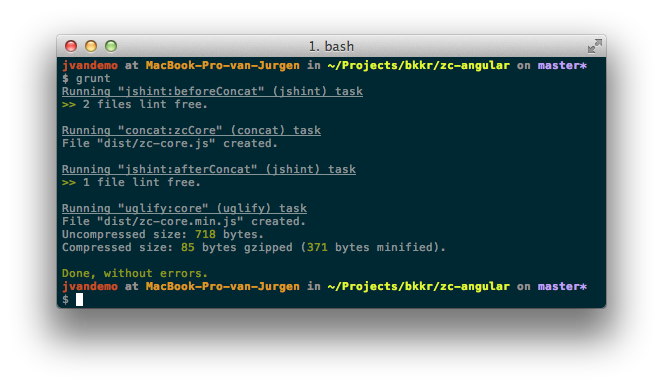 1. bash
jvandemo at MacBook-Pro-van-Jurgen in ~/Projects/bkkr/zc-angular on master*
$ grunt
Running "jshint:beforeConcat" (jshint) task
>> 2 files lint free.
Running "concat:zcCore" (concat) task
File "dist/zc-core.js" created.
Running "jshint:afterConcat" (jshint) task
>> 1 file lint free.
Running "uglify:core" (uglify) task
File "dist/zc-core.min.js" created.
Uncompressed size: 718 bytes.
Compressed size: 85 bytes gzipped (371 bytes minified).
Done, without errors.
jvandemo at MacBook-Pro-van-Jurgen in ~/Projects/bkkr/zc-angular on master*
$